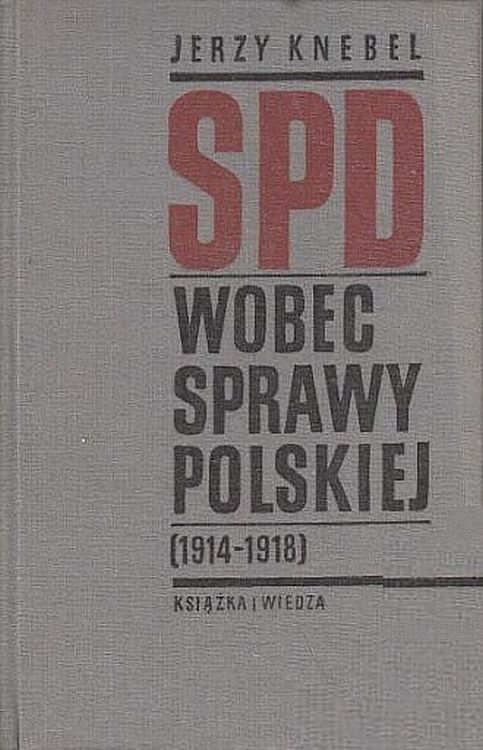 JERZY KNEBEL
SPD
WOBEC
SPRAWY
POLSKIEJ
(1914-1918)
KSIĄŻKA i WIEDZA